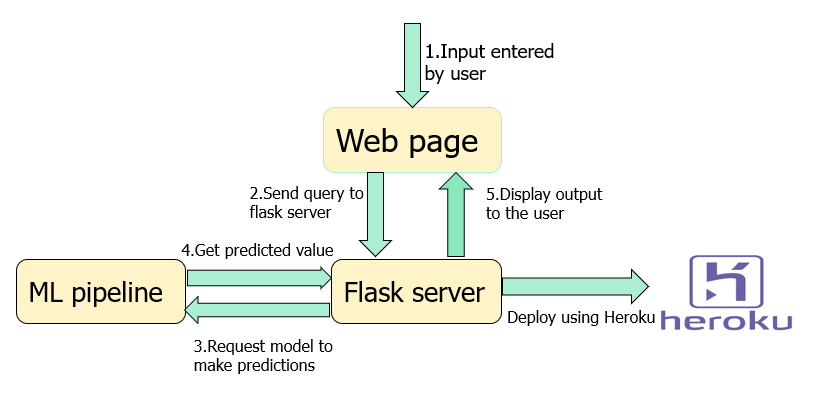 1.Input entered
by user
Web page
2.Send query to
flask server
5.Display output
to the user
4.Get predicted value
ML pipeline
Flask server
Deploy using Heroku
heroku
3.Request model to
make predictions